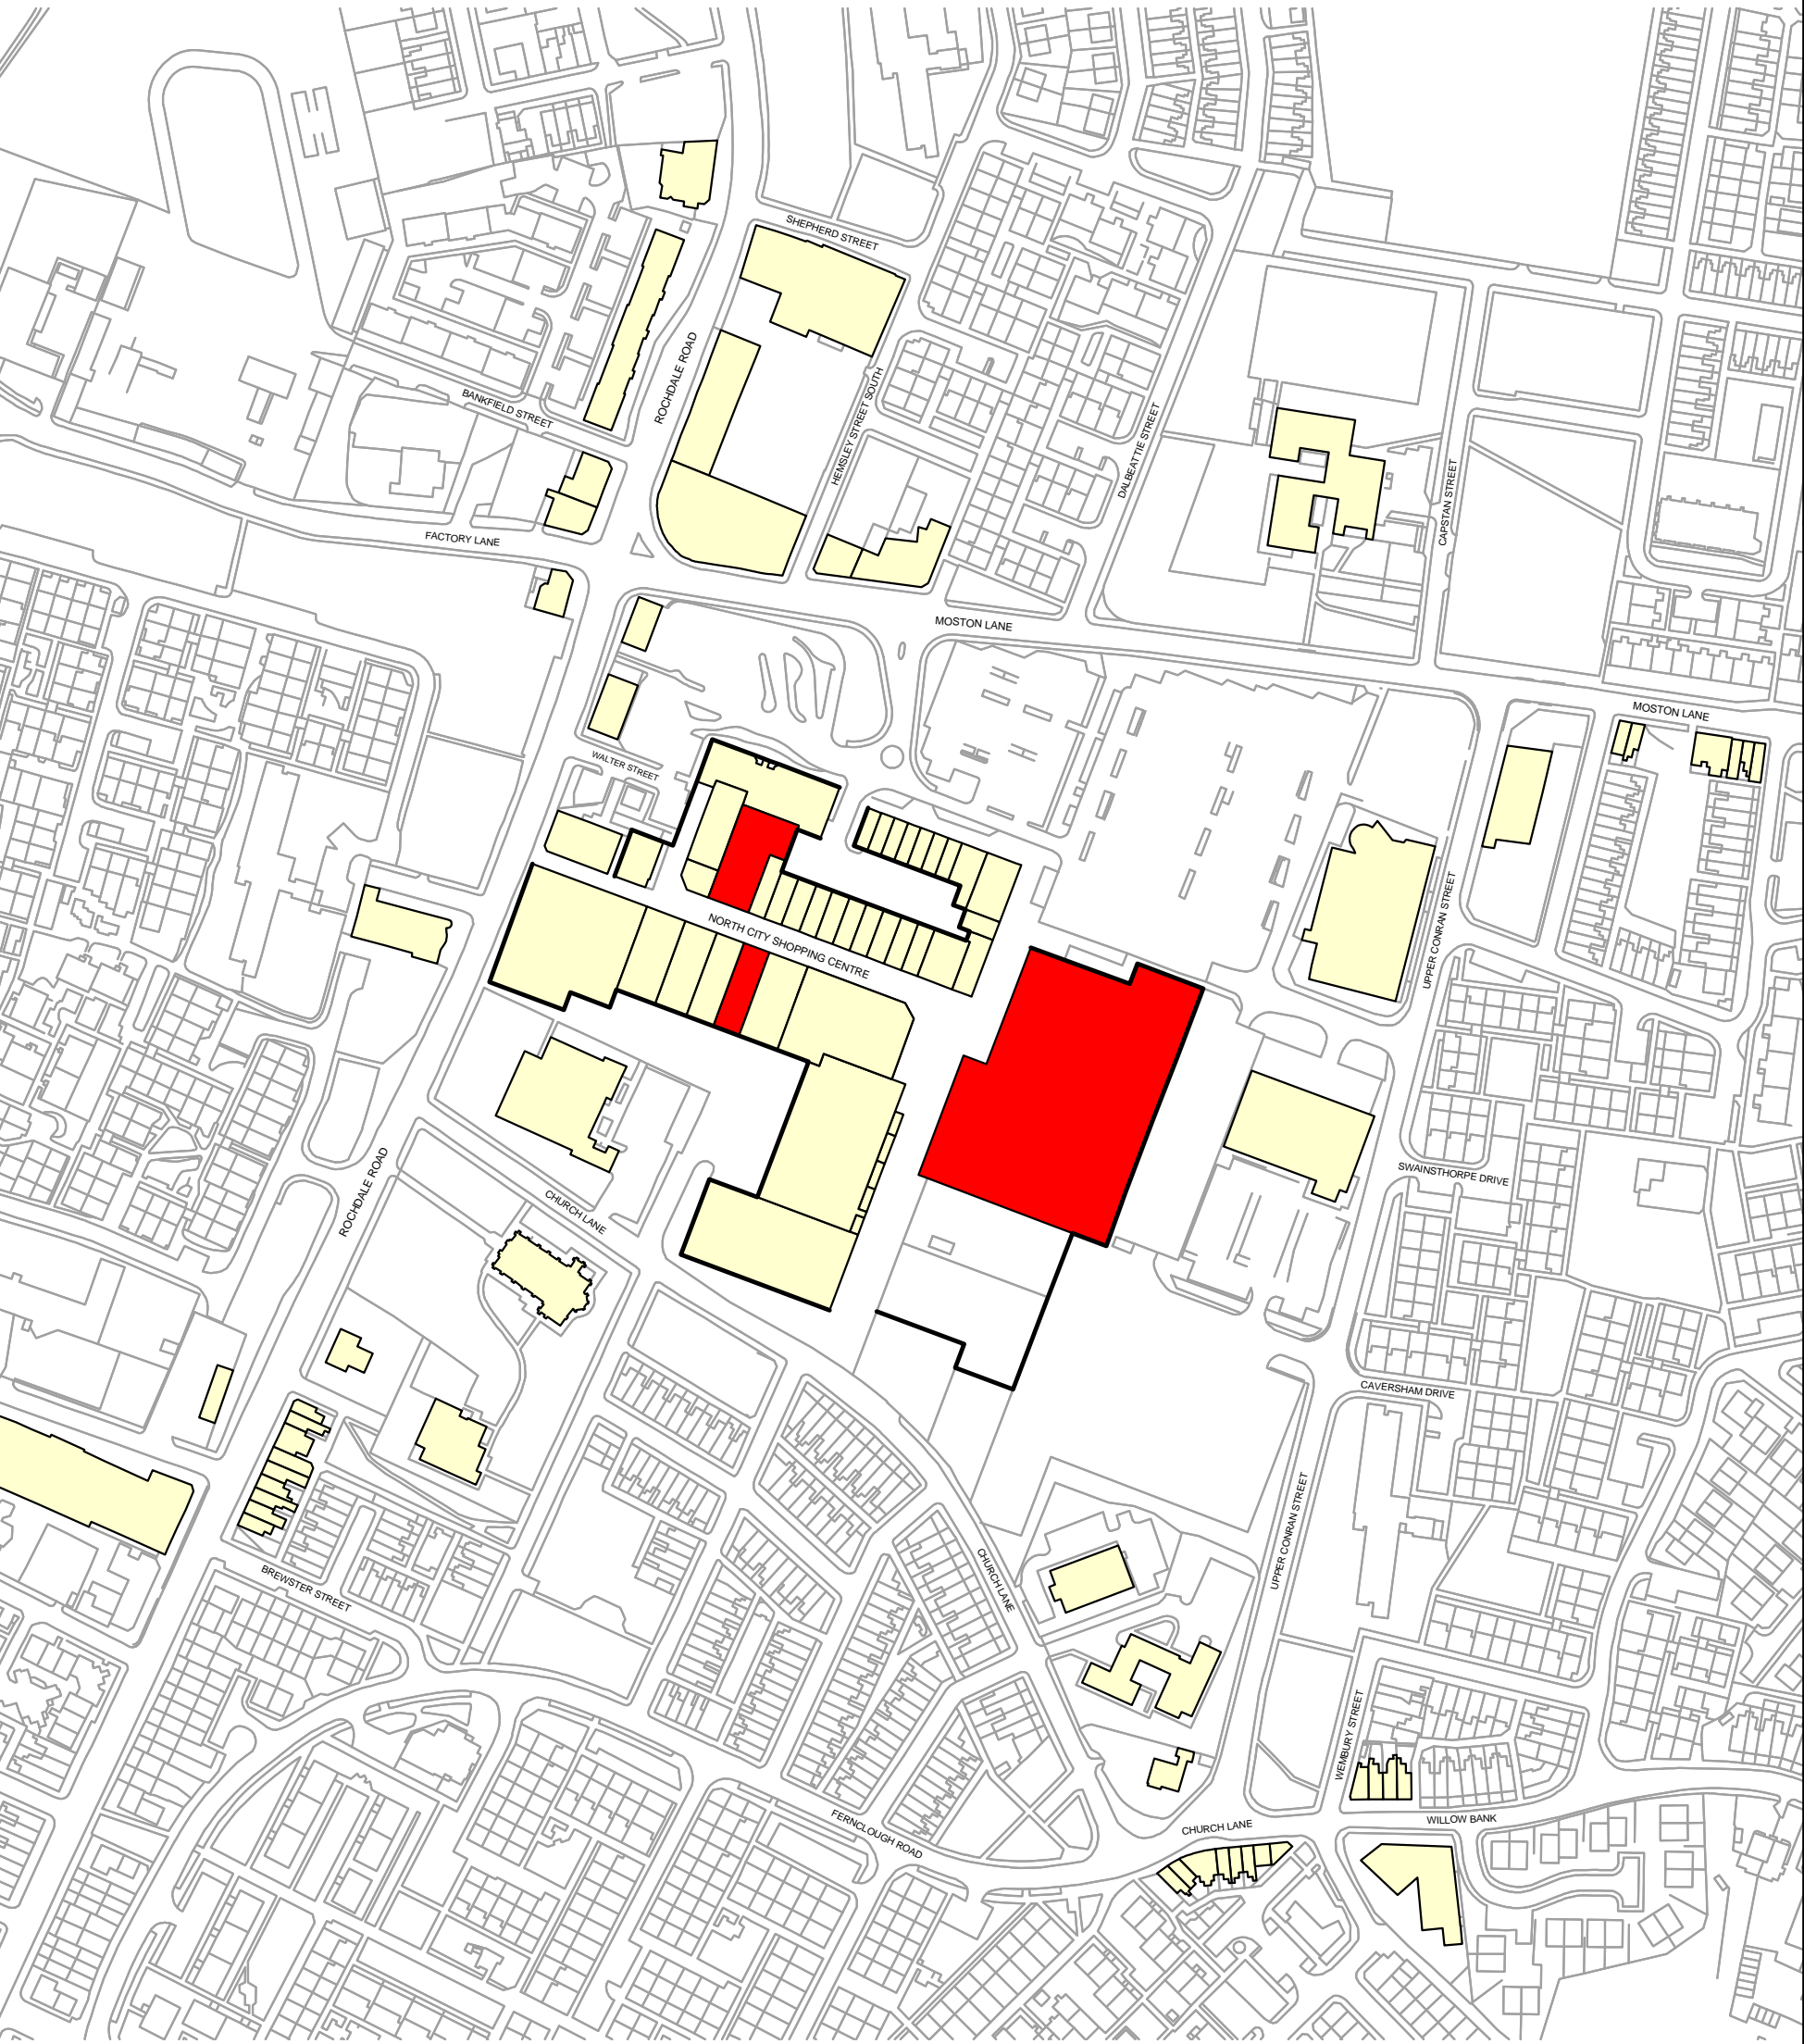 SHEPHERD STREET
ROCHDALE ROAD
BANKFIELD STREET
HEMSLEY STREET SOUTH
DALBEATTIE STREET
CAPSTAN STREET
FACTORY LANE
MOSTON LANE
MOSTON LANE
WALTER STREET
NORTH CITY SHOPPING CENTRE
UPPER CONRAN STREET
SWAINSTHORPE DRIVE
ROCHDALE ROAD
CHURCH LANE
CAVERSHAM DRIVE
UPPER CONRAN STREET
CHURCH LANE
BREWSTER STREET
WEMBURY STREET
FERNCLOUGH ROAD
CHURCH LANE
WILLOW BANK